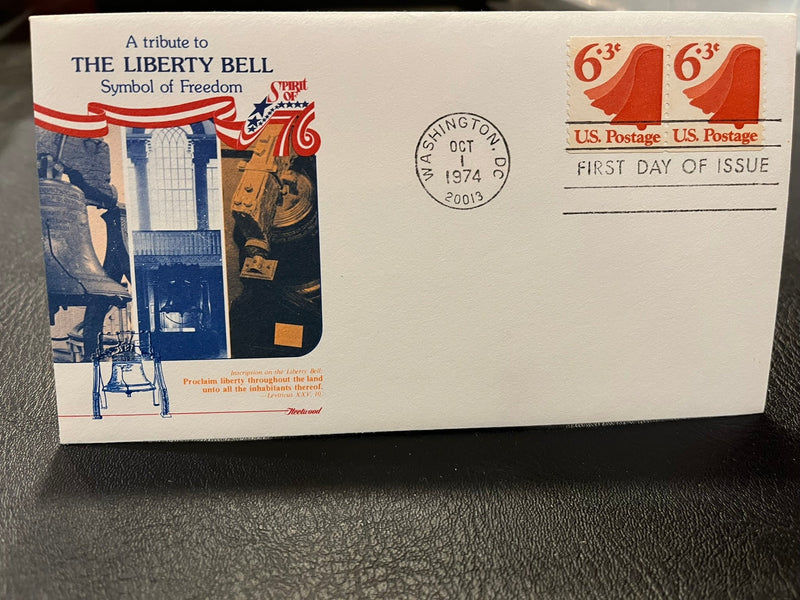 A tribute to
THE LIBERTY BELL
Symbol of Freedom
SPIRIT
OF
76
WASHINGTON, DC
OCT
1
1974
20013
6.3¢ 6.3¢
U.S. Postage U.S. Postage
FIRST DAY OF ISSUE
Inscription on the Liberty Bell:
Proclaim liberty throughout the land
unto all the inhabitants thereof.
—Leviticus XXV, 10
Fleetwood